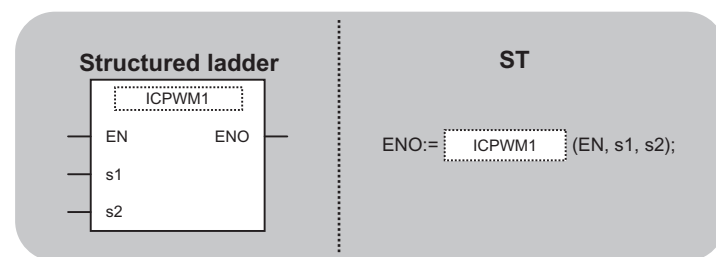 Structured ladder
ICPWM1
EN ENO
s1
s2
ST
ENO:= ICPWM1 (EN, s1, s2);